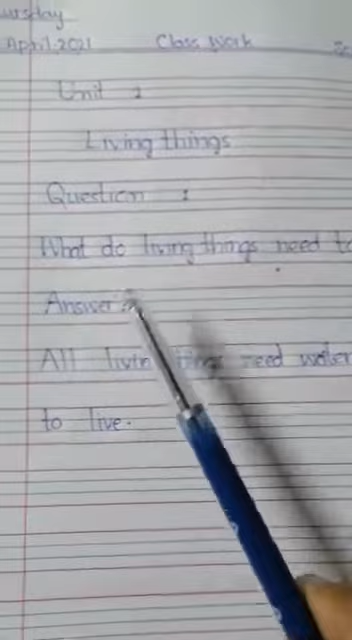 ursday
April, 2021 Class Work
Unit 1
Living things
Question : 1
What do living things need to
Answer :
All living things need water
to live.